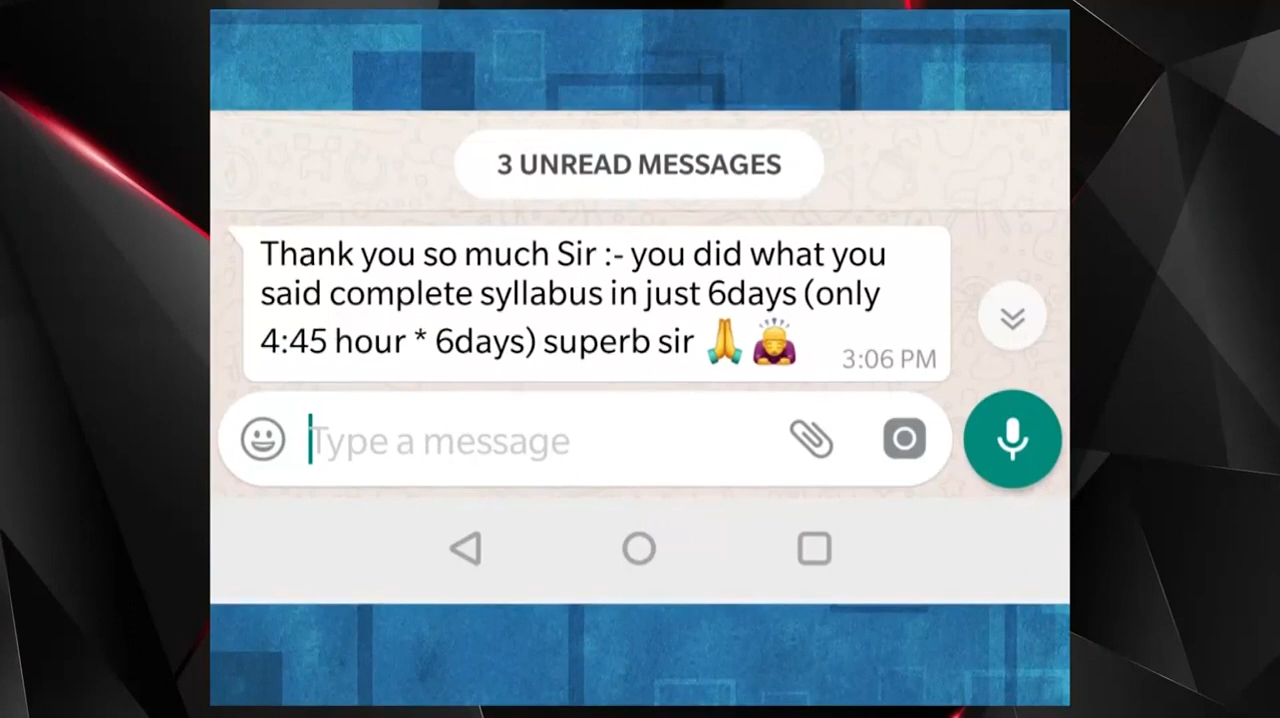 3 UNREAD MESSAGES
Thank you so much Sir :- you did what you
said complete syllabus in just 6days (only
4:45 hour * 6days) superb sir 🙏🙇
3:06 PM
Type a message